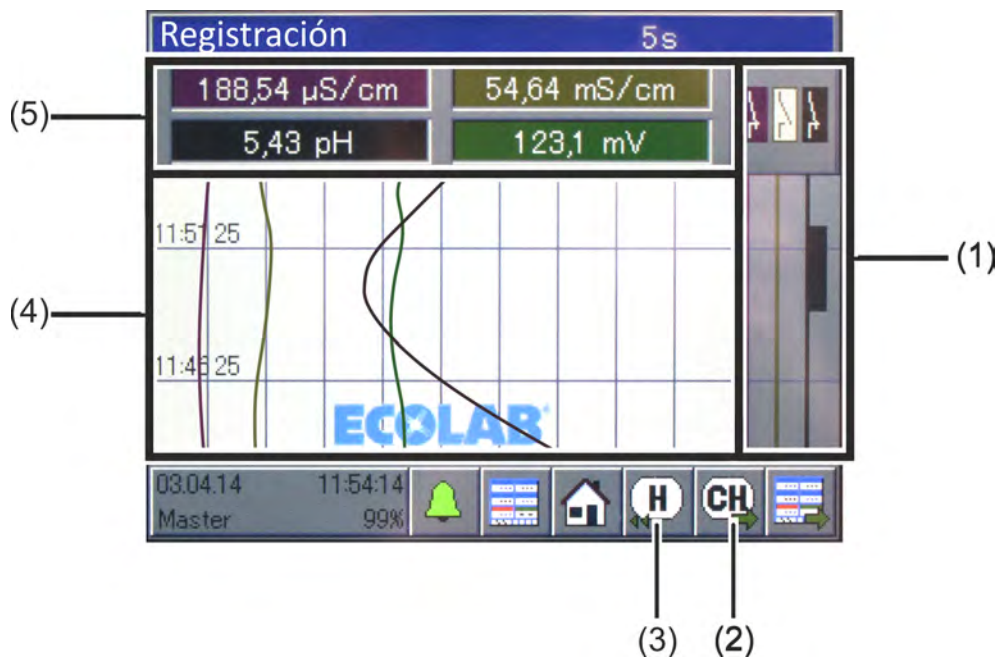 Registración 5s
188,54 µS/cm 54,64 mS/cm
(5)
5,43 pH 123,1 mV
11:51 25
(1)
(4)
11:46 25
ECOLAB
03.04.14 11:54:14
H CH
Master 99%
(3) (2)